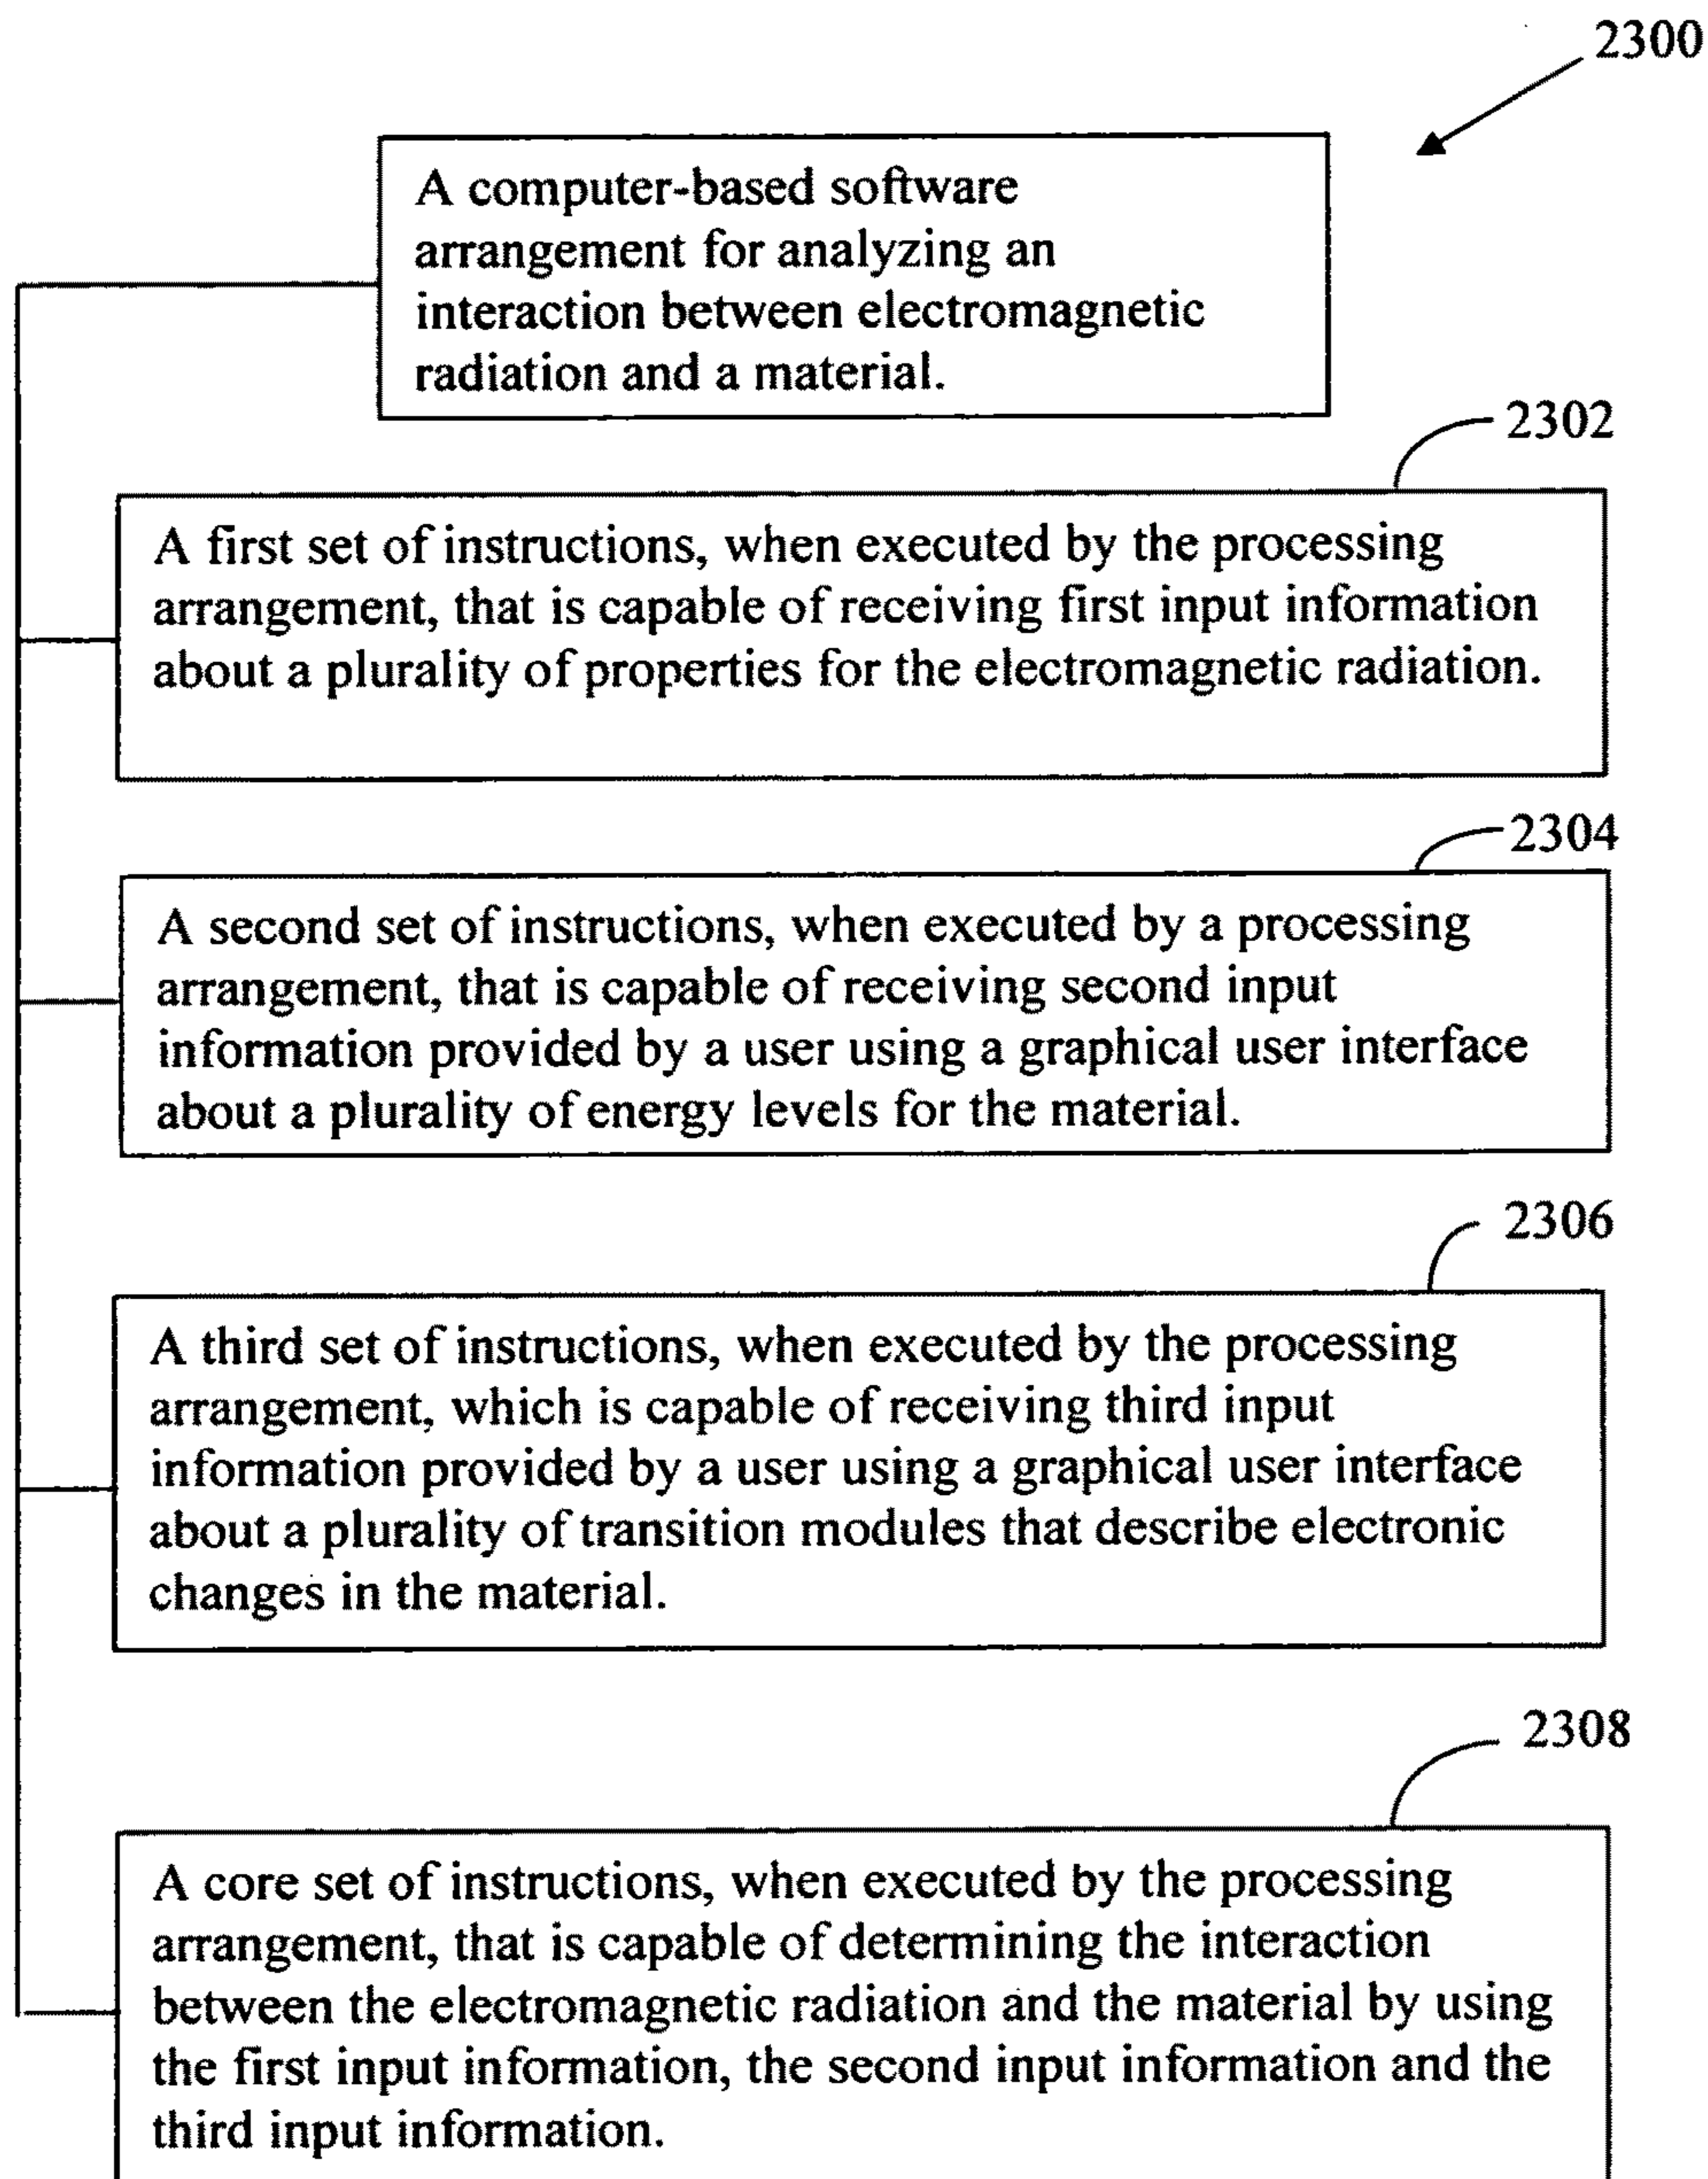 2300
A computer-based software
arrangement for analyzing an
interaction between electromagnetic
radiation and a material.
2302
A first set of instructions, when executed by the processing
arrangement, that is capable of receiving first input information
about a plurality of properties for the electromagnetic radiation.
2304
A second set of instructions, when executed by a processing
arrangement, that is capable of receiving second input
information provided by a user using a graphical user interface
about a plurality of energy levels for the material.
2306
A third set of instructions, when executed by the processing
arrangement, which is capable of receiving third input
information provided by a user using a graphical user interface
about a plurality of transition modules that describe electronic
changes in the material.
2308
A core set of instructions, when executed by the processing
arrangement, that is capable of determining the interaction
between the electromagnetic radiation and the material by using
the first input information, the second input information and the
third input information.